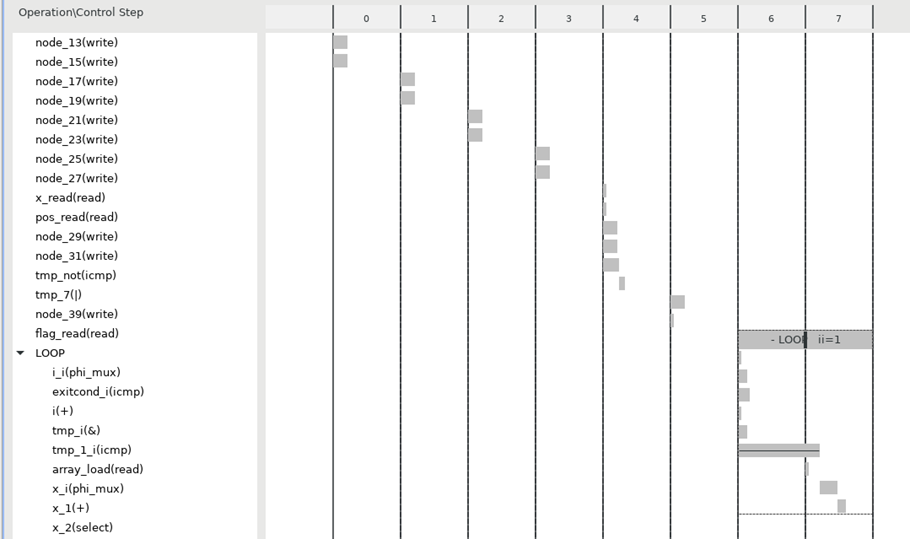 Operation\Control Step
0 1 2 3 4 5 6 7
node_13(write)
node_15(write)
node_17(write)
node_19(write)
node_21(write)
node_23(write)
node_25(write)
node_27(write)
x_read(read)
pos_read(read)
node_29(write)
node_31(write)
tmp_not(icmp)
tmp_7(|)
node_39(write)
flag_read(read)
- LOOP ii=1
LOOP
i_i(phi_mux)
exitcond_i(icmp)
i(+)
tmp_i(&)
tmp_1_i(icmp)
array_load(read)
x_i(phi_mux)
x_1(+)
x_2(select)